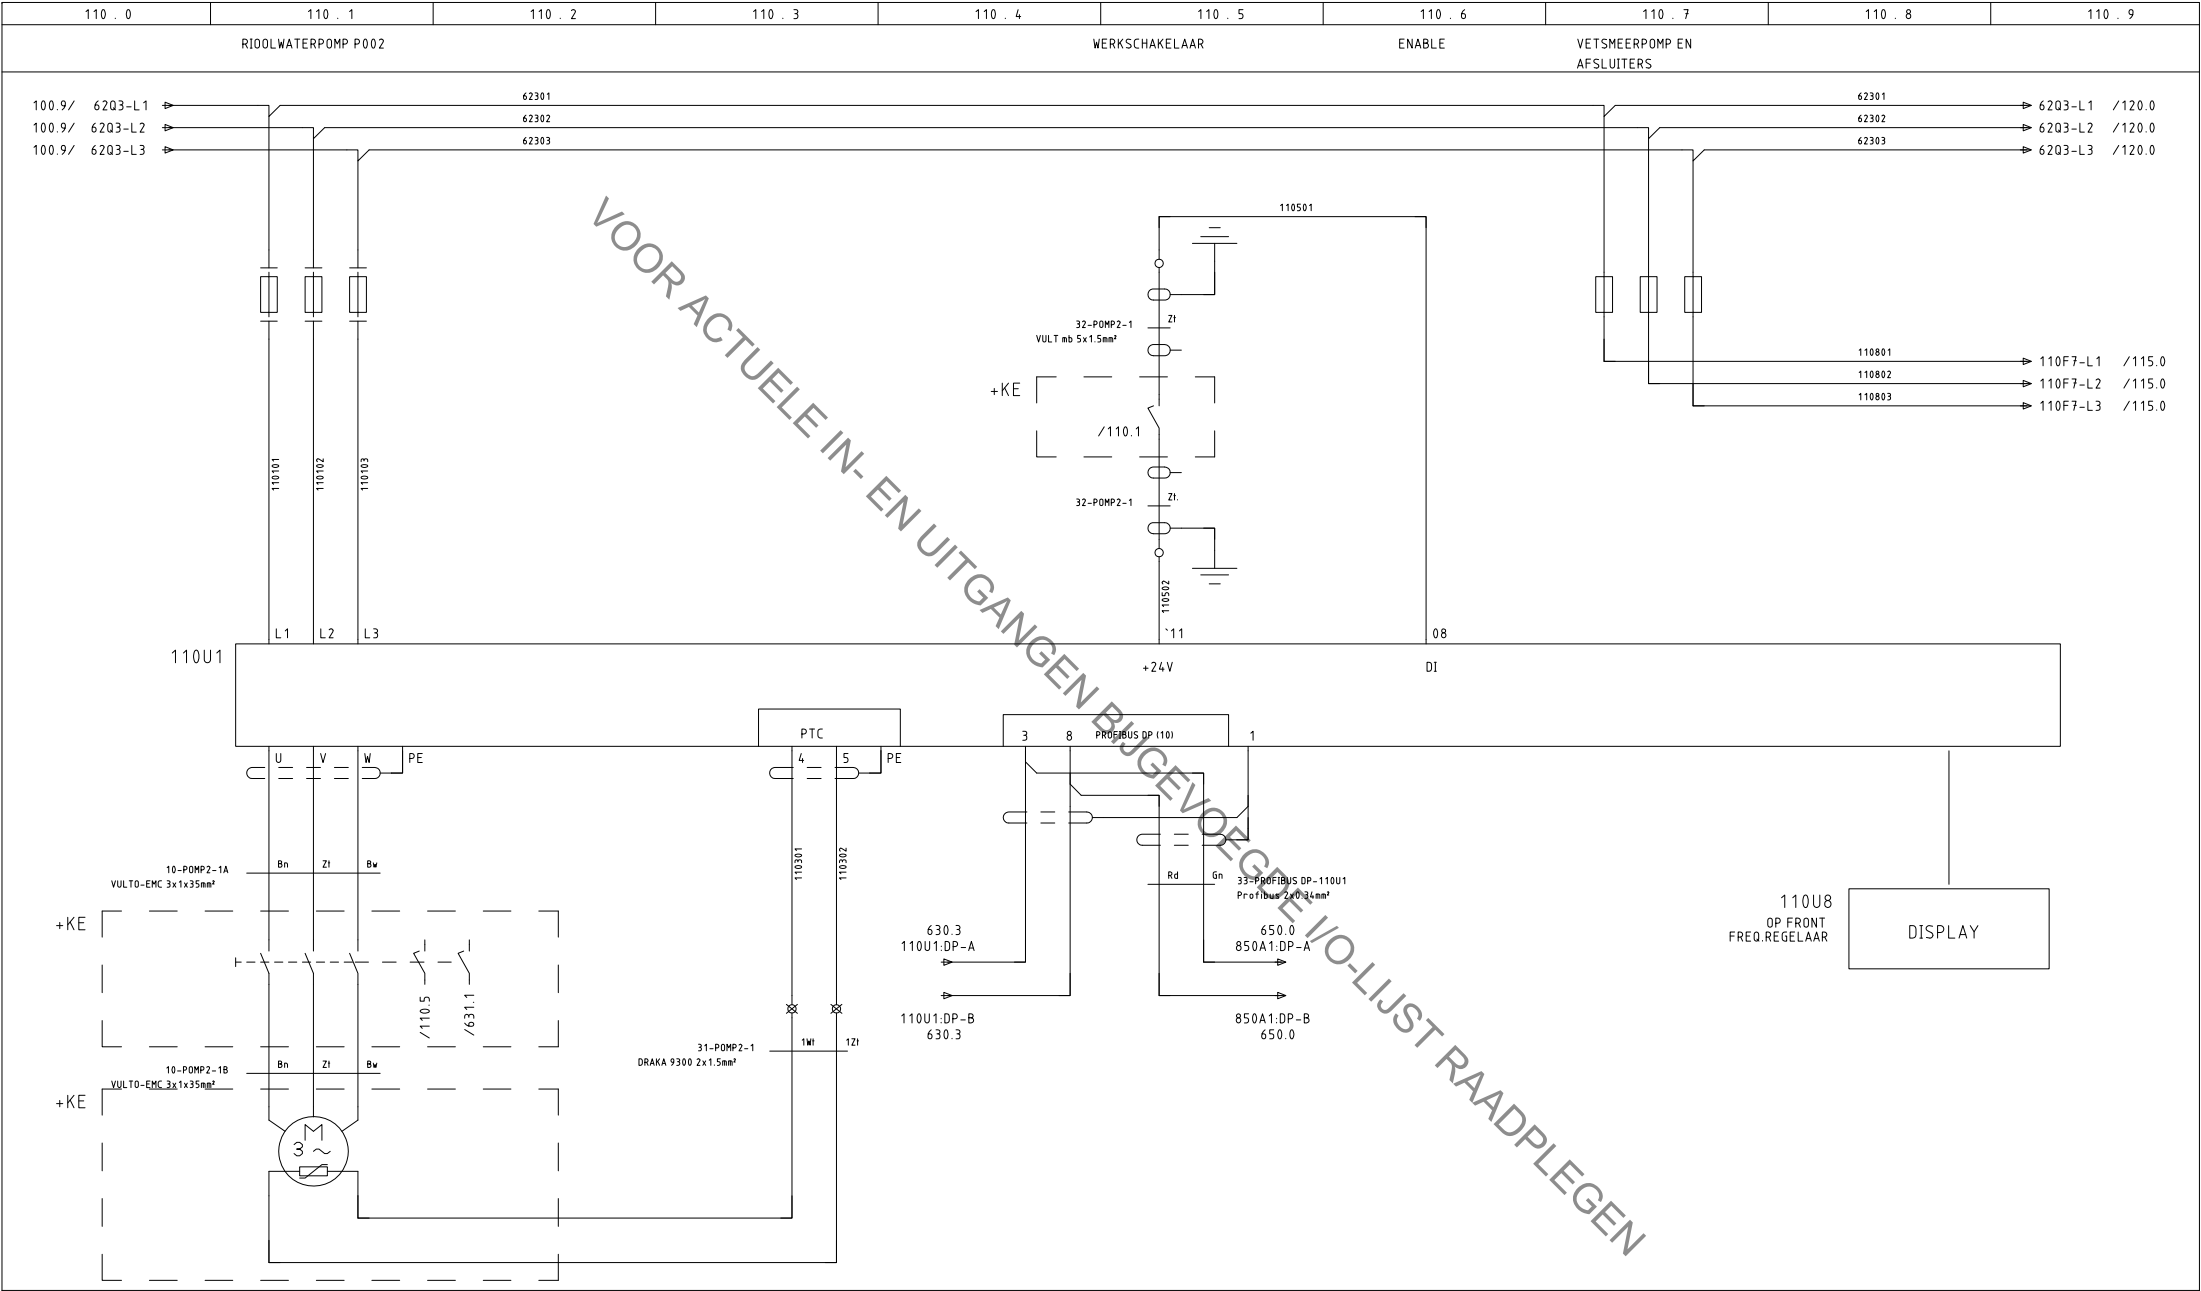 110 . 0
110 . 1
110 . 2
110 . 3
110 . 4
110 . 5
110 . 6
110 . 7
110 . 8
110 . 9
RIOOLWATERPOMP P002
WERKSCHAKELAAR
ENABLE
VETSMEERPOMP EN
AFSLUITERS
100.9/ 62Q3-L1
62301
62301
62Q3-L1 /120.0
100.9/ 62Q3-L2
62302
62302
62Q3-L2 /120.0
100.9/ 62Q3-L3
62303
62303
62Q3-L3 /120.0
VOOR ACTUELE IN- EN UITGANGEN BIJGEVOEGDE I/O-LIJST RAADPLEGEN
110501
32-POMP2-1
Zt
VULT mb 5x1.5mm²
+KE
/110.1
32-POMP2-1
Zt.
110502
110801
110F7-L1 /115.0
110802
110F7-L2 /115.0
110803
110F7-L3 /115.0
110101
110102
110103
L1
L2
L3
`11
08
110U1
+24V
DI
PTC
3
8
PROFIBUS DP (10)
1
U
V
W
PE
4
5
PE
110301
110302
10-POMP2-1A
Bn
Zt
Bw
VULTO-EMC 3x1x35mm²
Rd
Gn
33-PROFIBUS DP-110U1
Profibus 2x0.34mm²
+KE
/110.5
/631.1
630.3
110U1:DP-A
650.0
850A1:DP-A
110U1:DP-B
630.3
850A1:DP-B
650.0
110U8
OP FRONT
FREQ.REGELAAR
DISPLAY
31-POMP2-1
1Wt
1Zt
DRAKA 9300 2x1.5mm²
10-POMP2-1B
Bn
Zt
Bw
VULTO-EMC 3x1x35mm²
+KE
M
3 ~